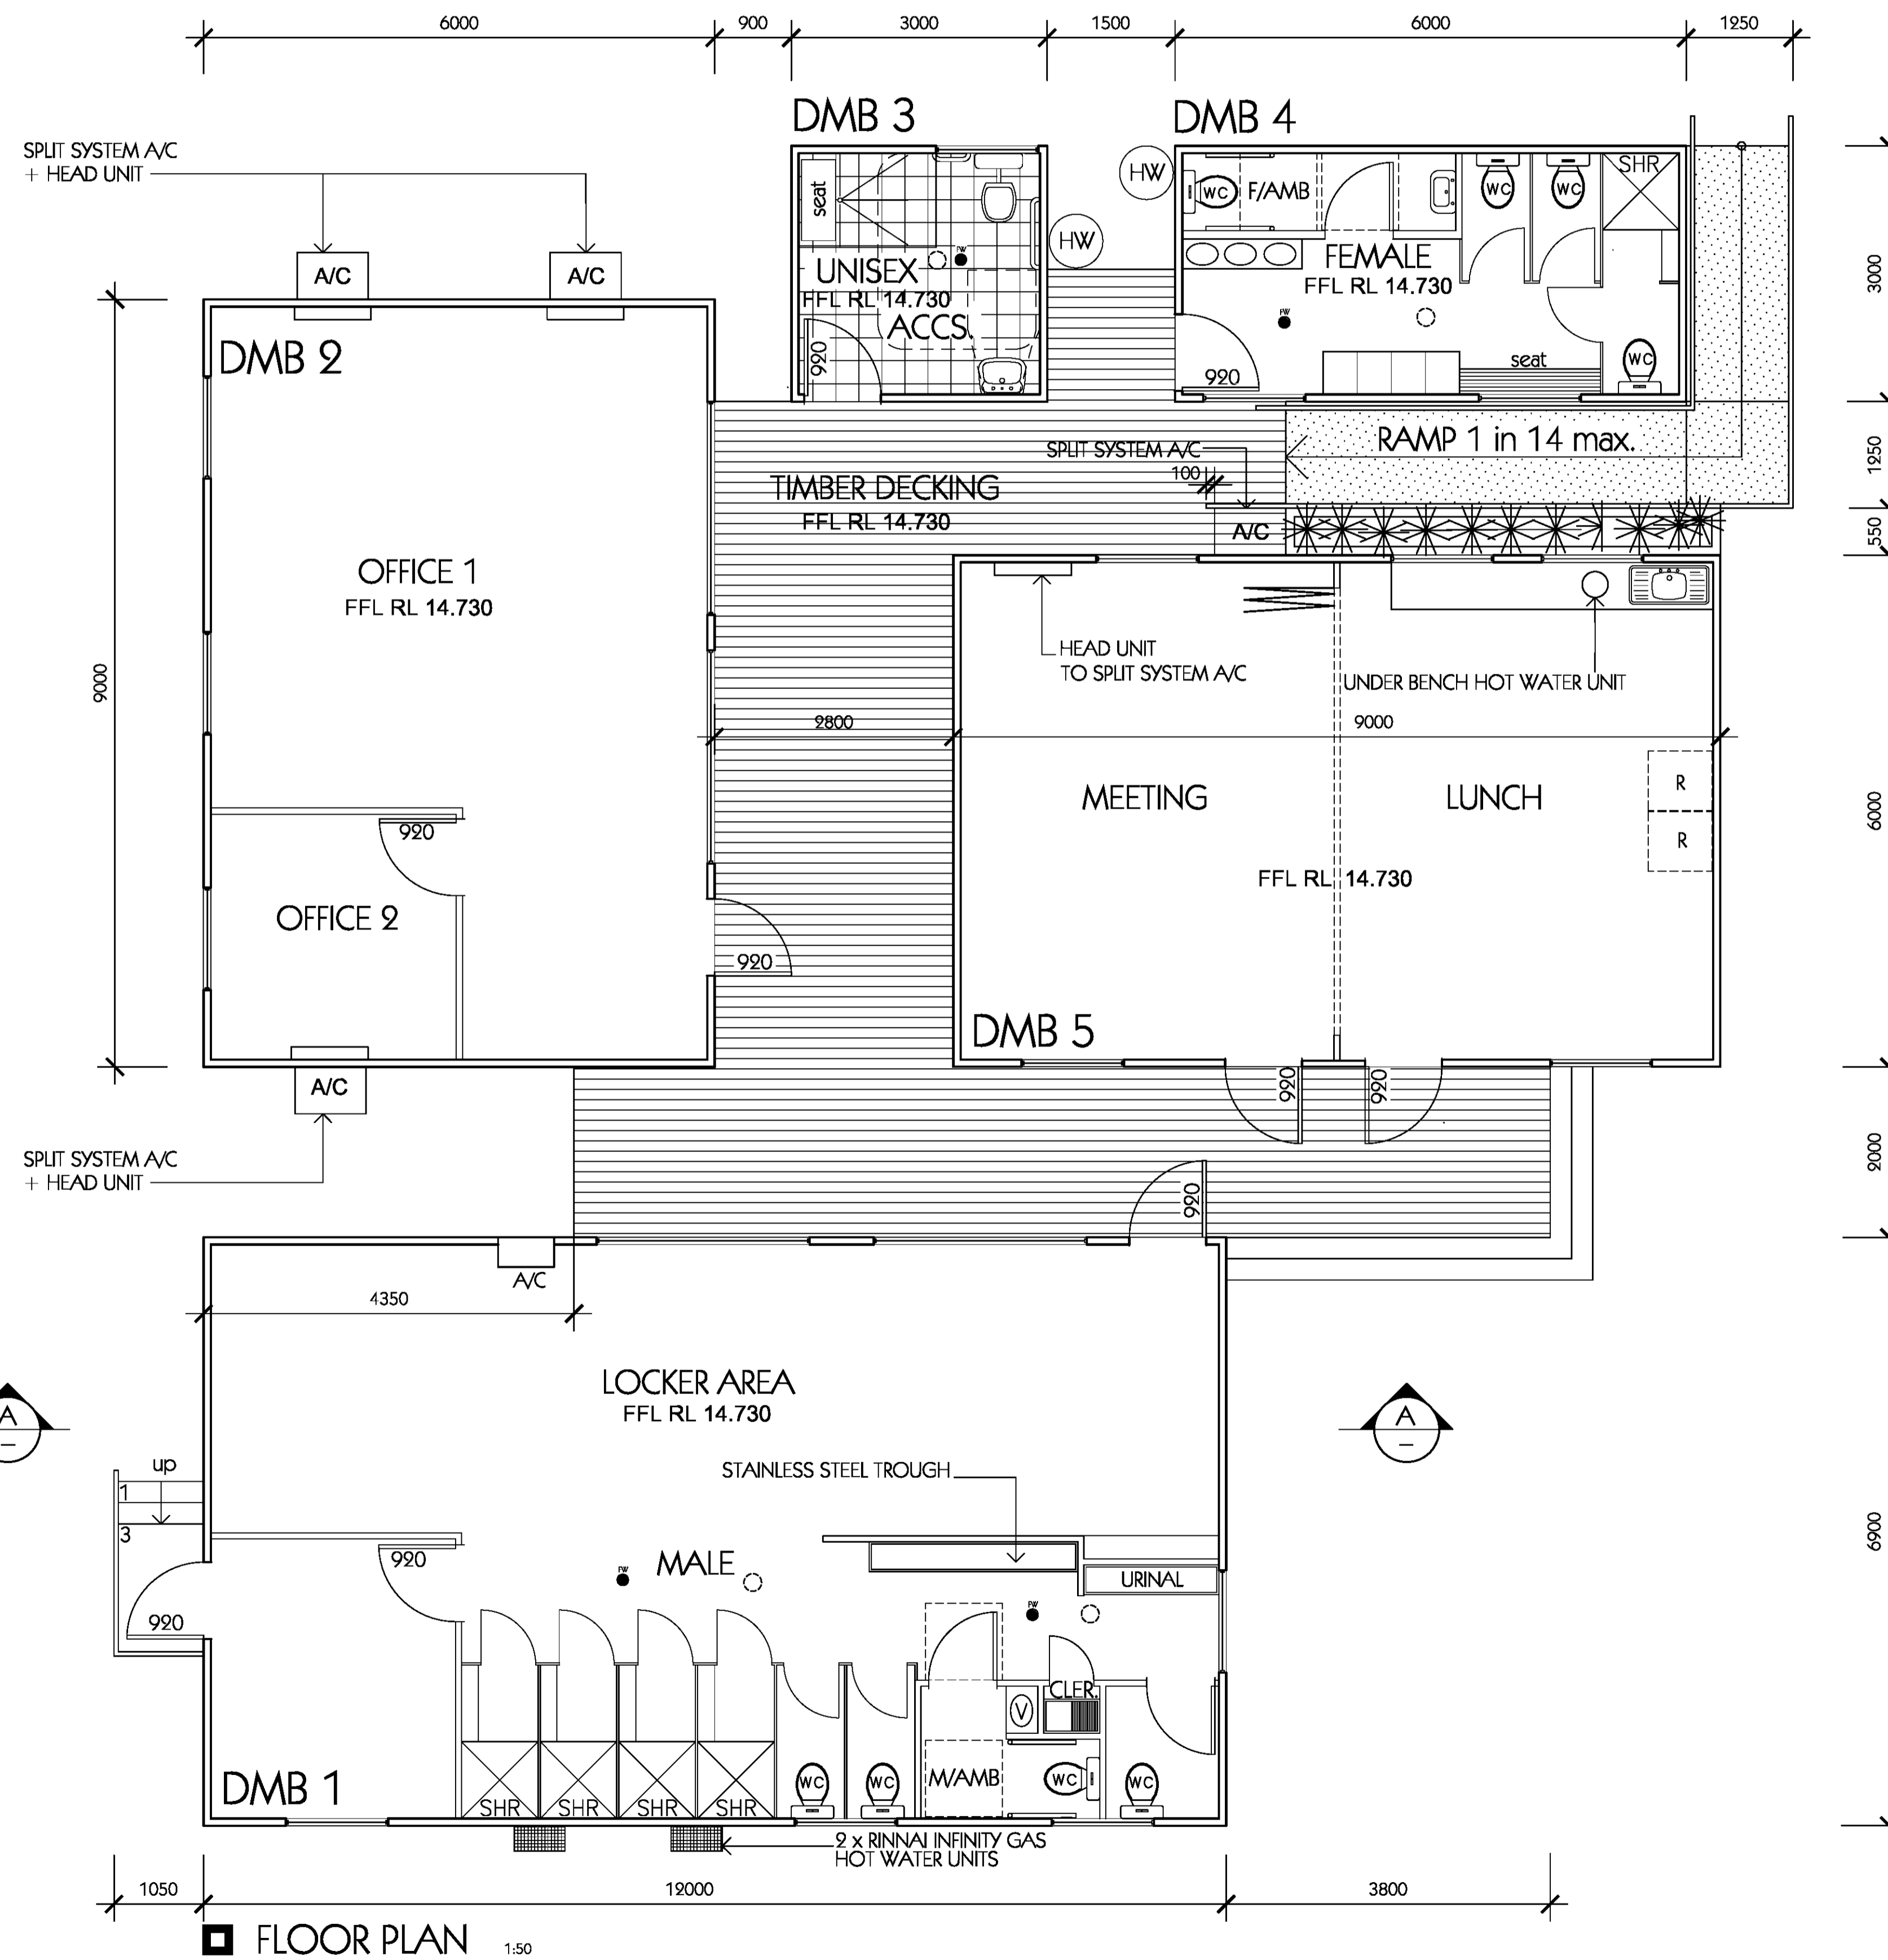 6000
900
3000
1500
6000
1250
DMB 3
DMB 4
SPLIT SYSTEM A/C
+ HEAD UNIT
seat
HW
HW
WC
F/AMB
WC
WC
SHR
A/C
A/C
FW
UNISEX
FFL RL 14.730
ACCS.
FEMALE
FFL RL 14.730
3000
FW
DMB 2
920
920
seat
WC
RAMP 1 in 14 max.
SPLIT SYSTEM A/C
100
1250
TIMBER DECKING
FFL RL 14.730
A/C
550
OFFICE 1
FFL RL 14.730
HEAD UNIT
TO SPLIT SYSTEM A/C
UNDER BENCH HOT WATER UNIT
9000
2800
9000
MEETING
LUNCH
R
R
6000
920
FFL RL 14.730
OFFICE 2
920
DMB 5
A/C
920
920
SPLIT SYSTEM A/C
+ HEAD UNIT
2000
920
A/C
4350
LOCKER AREA
FFL RL 14.730
A
A
up
STAINLESS STEEL TROUGH
1
3
6900
920
FW
MALE
URINAL
920
FW
CLER.
V
DMB 1
SHR
SHR
SHR
SHR
WC
WC
M/AMB
WC
WC
2 x RINNAI INFINITY GAS
HOT WATER UNITS
1050
12000
3800
FLOOR PLAN
1:50